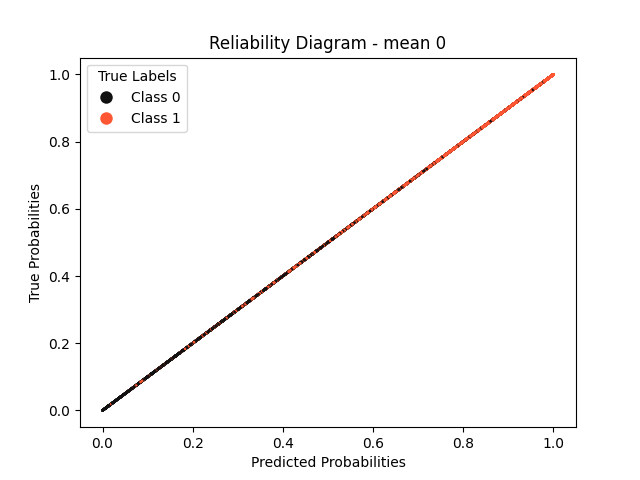 Reliability Diagram - mean 0
True Labels
Class 0
Class 1
True Probabilities
1.0
0.8
0.6
0.4
0.2
0.0
0.0 0.2 0.4 0.6 0.8 1.0
Predicted Probabilities